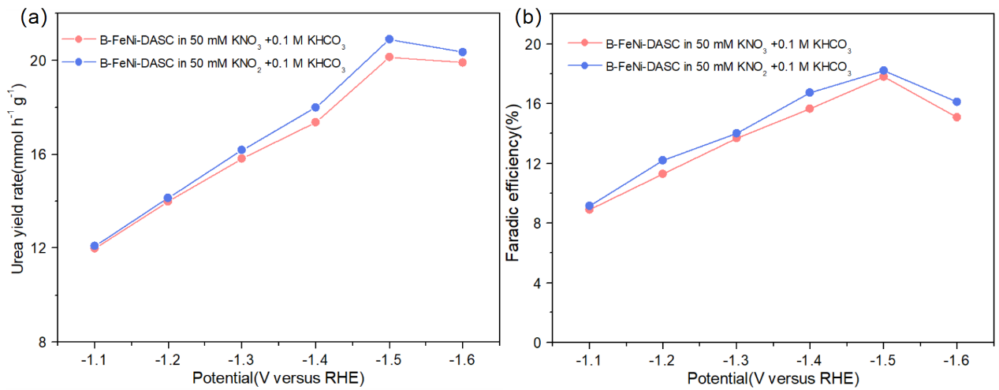 (a)
B-FeNi-DASC in 50 mM KNO₃ +0.1 M KHCO₃
B-FeNi-DASC in 50 mM KNO₂ +0.1 M KHCO₃
Urea yield rate(mmol h⁻¹ g⁻¹)
20
16
12
8
-1.1 -1.2 -1.3 -1.4 -1.5 -1.6
Potential(V versus RHE)
(b)
B-FeNi-DASC in 50 mM KNO₃ +0.1 M KHCO₃
B-FeNi-DASC in 50 mM KNO₂ +0.1 M KHCO₃
Faradic efficiency(%)
20
16
12
8
4
0
-1.1 -1.2 -1.3 -1.4 -1.5 -1.6
Potential(V versus RHE)